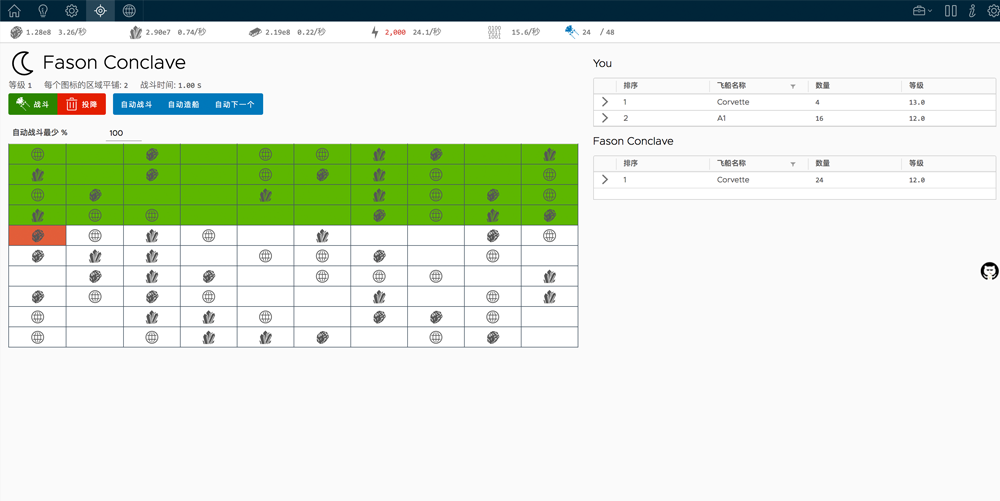 1.28e8 3.26/秒 2.90e7 0.74/秒 2.19e8 0.22/秒 2,000 24.1/秒 0100 0011 1001 15.6/秒 24 / 48
Fason Conclave
等级 1 每个图标的区域平铺: 2 战斗时间: 1.00 S
战斗 投降 自动战斗 自动造船 自动下一个
自动战斗最少 % 100
You
排序 飞船名称 数量 等级
1 Corvette 4 13.0
2 A1 16 12.0
Fason Conclave
排序 飞船名称 数量 等级
1 Corvette 24 12.0